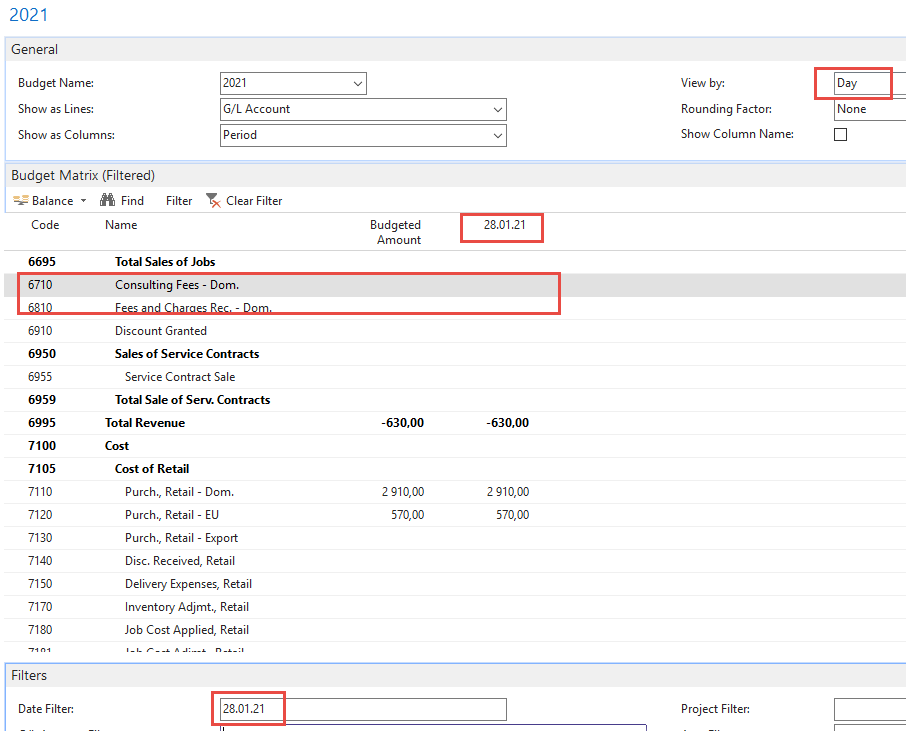 2021
General
Budget Name: 2021 View by: Day
Show as Lines: G/L Account Rounding Factor: None
Show as Columns: Period Show Column Name:
Budget Matrix (Filtered)
Balance Find Filter Clear Filter
Code Name Budgeted Amount 28.01.21
6695 Total Sales of Jobs
6710 Consulting Fees - Dom.
6810 Fees and Charges Rec. - Dom.
6910 Discount Granted
6950 Sales of Service Contracts
6955 Service Contract Sale
6959 Total Sale of Serv. Contracts
6995 Total Revenue -630,00 -630,00
7100 Cost
7105 Cost of Retail
7110 Purch., Retail - Dom. 2 910,00 2 910,00
7120 Purch., Retail - EU 570,00 570,00
7130 Purch., Retail - Export
7140 Disc. Received, Retail
7150 Delivery Expenses, Retail
7170 Inventory Adjmt., Retail
7180 Job Cost Applied, Retail
7181 Job Cost Adjmt., Retail
Filters
Date Filter: 28.01.21 Project Filter: